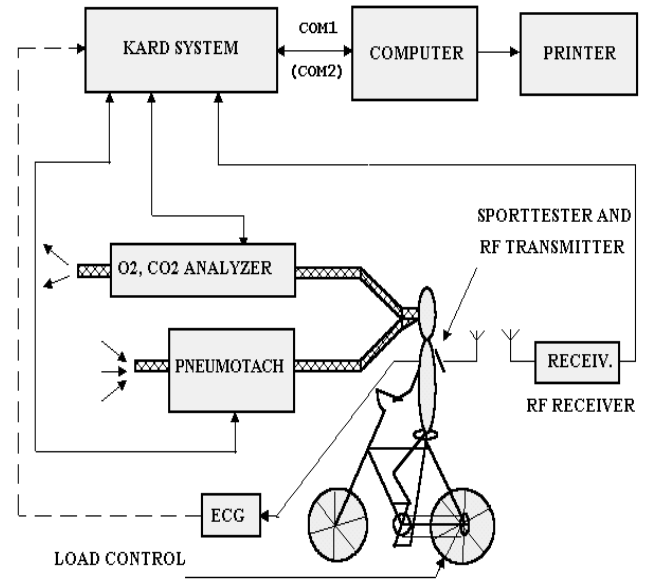 KARD SYSTEM
COM1
(COM2)
COMPUTER
PRINTER
SPORTTESTER AND
RF TRANSMITTER
O2, CO2 ANALYZER
PNEUMOTACH
RECEIV.
RF RECEIVER
ECG
LOAD CONTROL